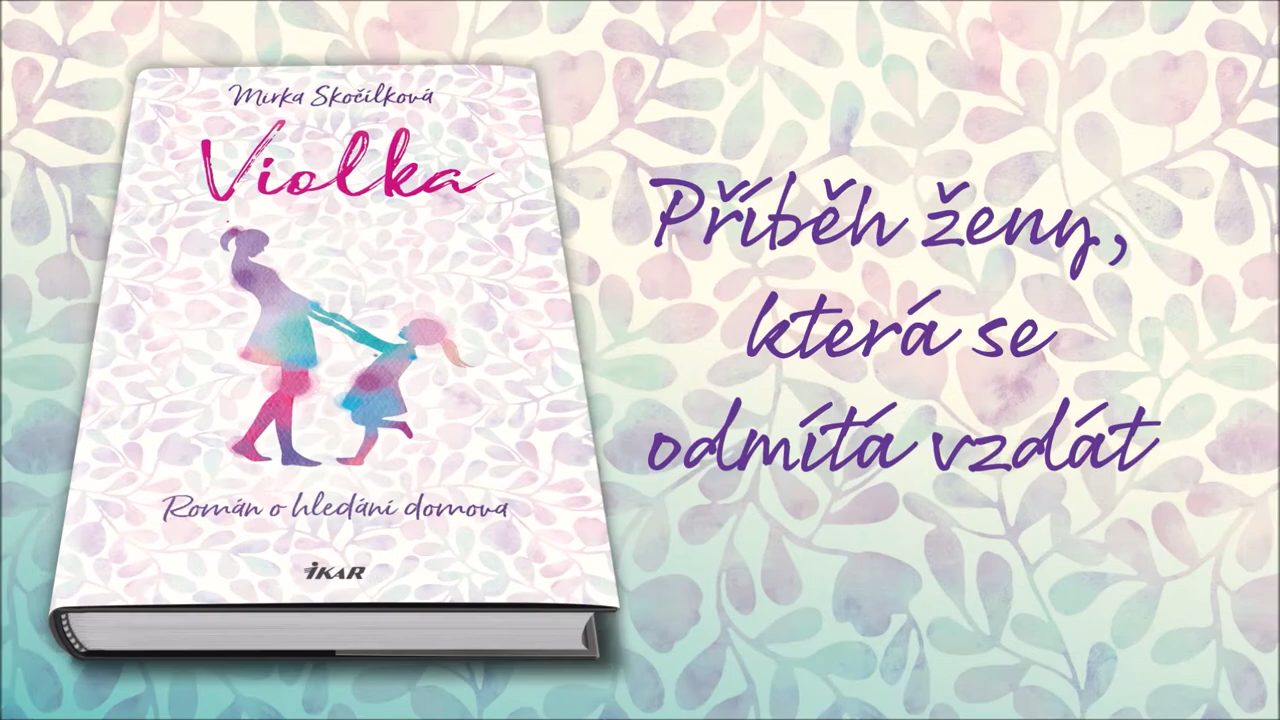 Mirka Skočilková
Violka
Román o hledání domova
IKAR
Příběh ženy,
která se
odmítá vzdát